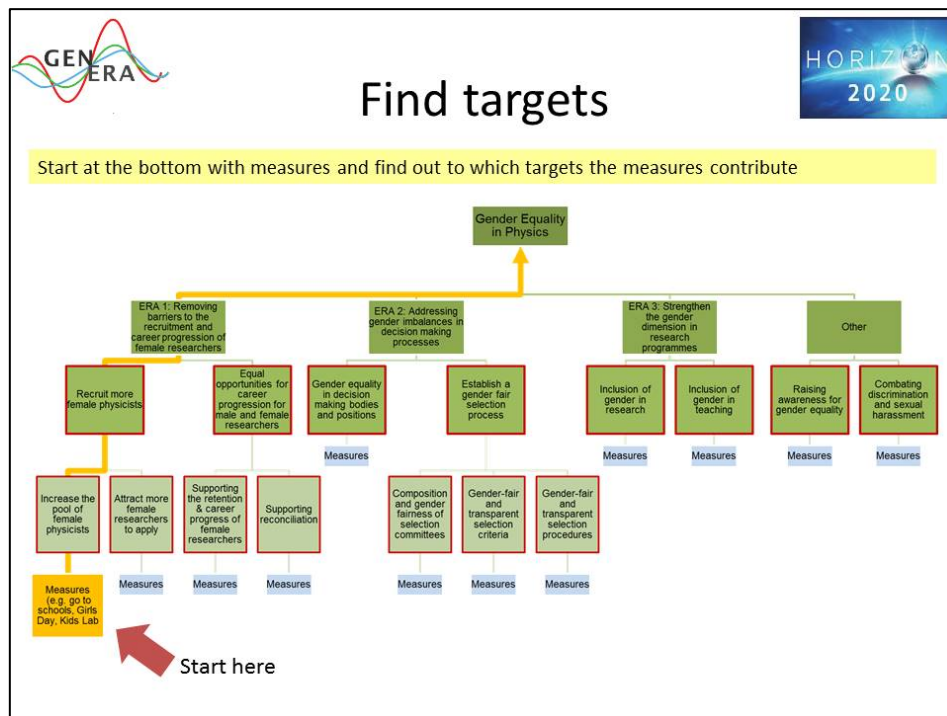 GEN
ERA
HORIZON
2020
Find targets
Start at the bottom with measures and find out to which targets the measures contribute
Gender Equality
in Physics
ERA 1: Removing
barriers to the
recruitment and
career progression of
female researchers
ERA 2: Addressing
gender imbalances in
decision making
processes
ERA 3: Strengthen
the gender
dimension in
research
programmes
Other
Recruit more
female physicists
Equal
opportunities for
career
progression for
male and female
researchers
Gender equality
in decision
making bodies
and positions
Establish a
gender fair
selection
process
Inclusion of
gender in
research
Inclusion of
gender in
teaching
Raising
awareness for
gender equality
Combating
discrimination
and sexual
harassment
Measures
Measures
Measures
Measures
Measures
Increase the
pool of
female
physicists
Attract more
female
researchers
to apply
Supporting
the retention
& career
progress of
female
researchers
Supporting
reconciliation
Composition
and gender
fairness of
selection
committees
Gender-fair
and
transparent
selection
criteria
Gender-fair
and
transparent
selection
procedures
Measures
(e.g. go to
schools, Girls
Day, Kids Lab
Measures
Measures
Measures
Measures
Measures
Measures
Start here